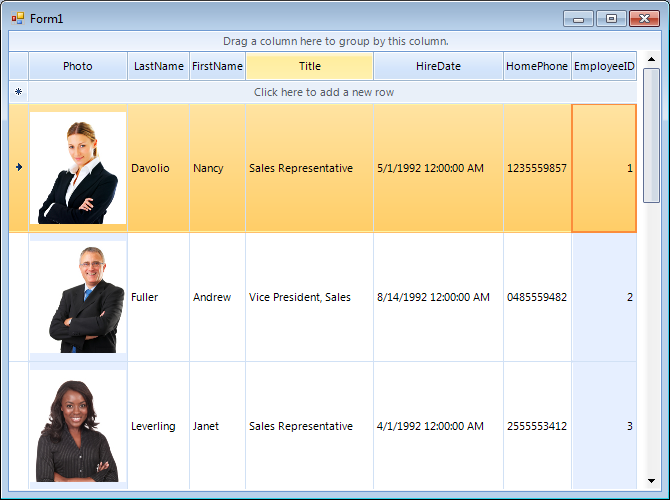 Form1
Drag a column here to group by this column.
Photo LastName FirstName Title HireDate HomePhone EmployeeID
Click here to add a new row
Davolio Nancy Sales Representative 5/1/1992 12:00:00 AM 1235559857 1
Fuller Andrew Vice President, Sales 8/14/1992 12:00:00 AM 0485559482 2
Leverling Janet Sales Representative 4/1/1992 12:00:00 AM 2555553412 3